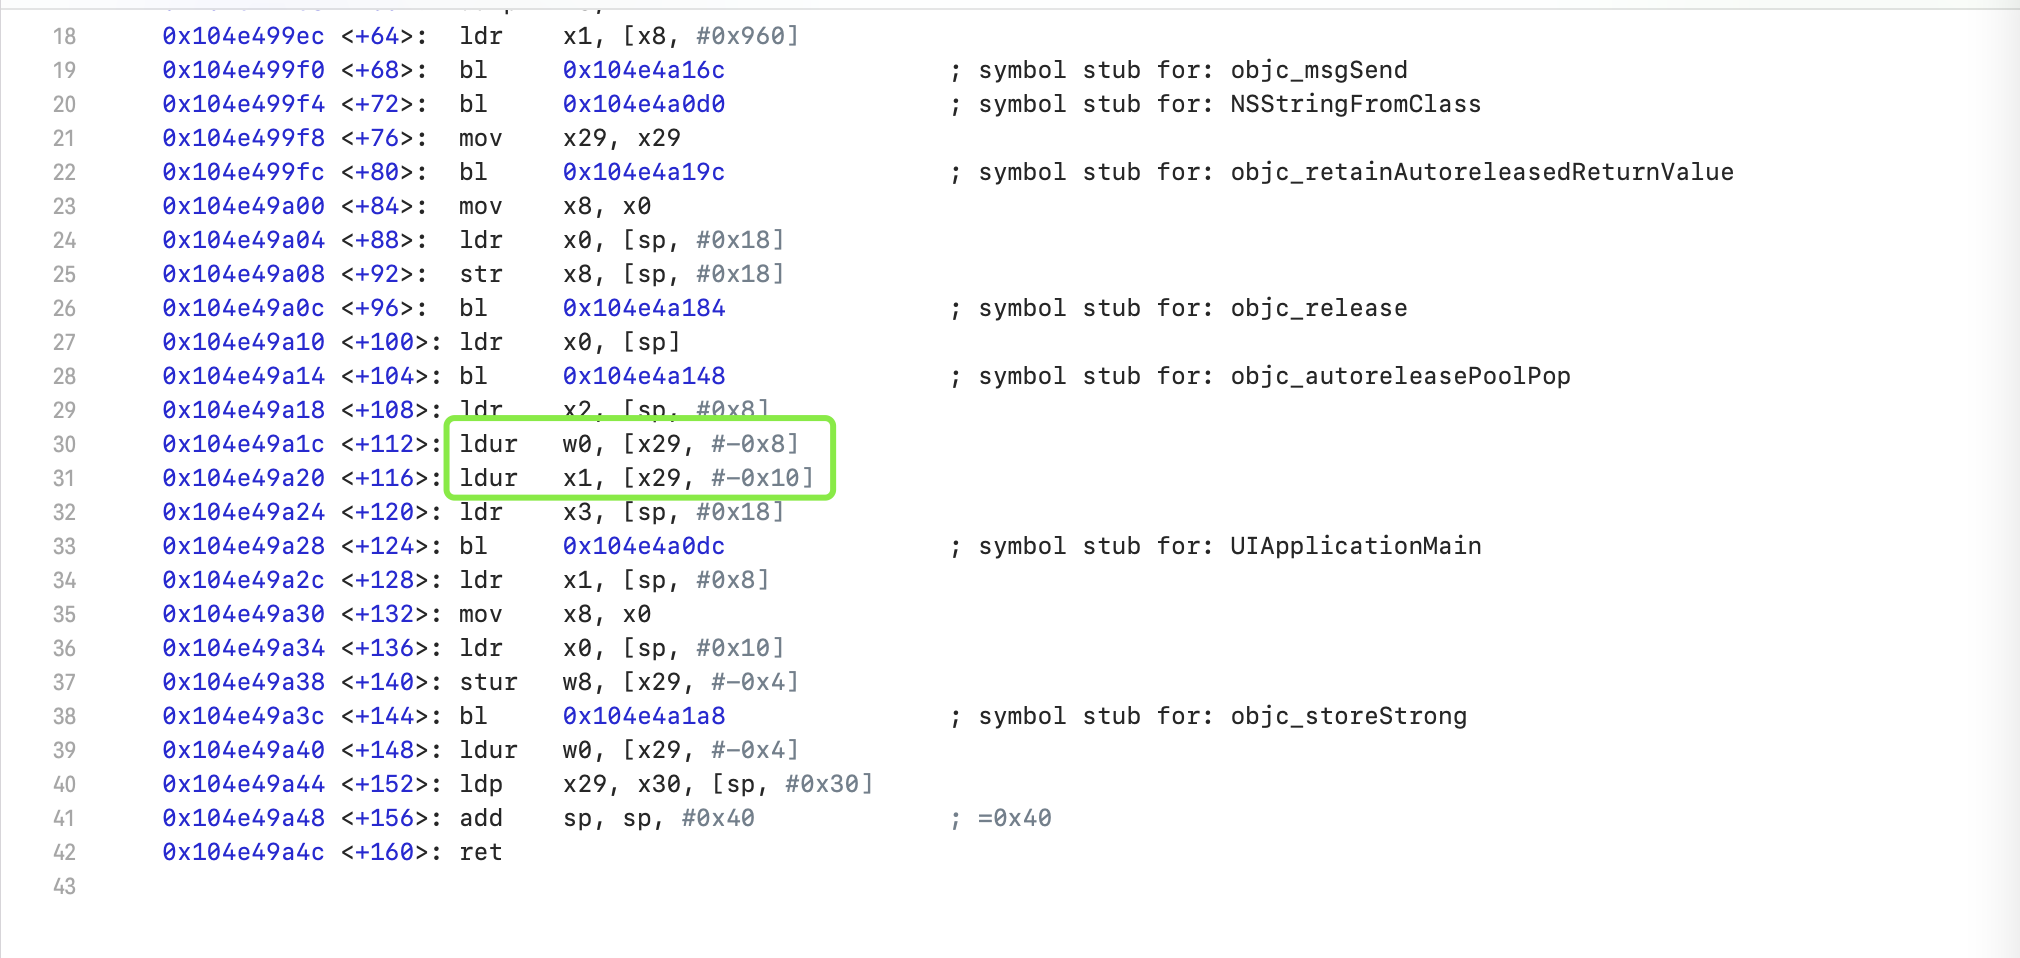 18 0x104e499ec <+64>: ldr x1, [x8, #0x960]
19 0x104e499f0 <+68>: bl 0x104e4a16c ; symbol stub for: objc_msgSend
20 0x104e499f4 <+72>: bl 0x104e4a0d0 ; symbol stub for: NSStringFromClass
21 0x104e499f8 <+76>: mov x29, x29
22 0x104e499fc <+80>: bl 0x104e4a19c ; symbol stub for: objc_retainAutoreleasedReturnValue
23 0x104e49a00 <+84>: mov x8, x0
24 0x104e49a04 <+88>: ldr x0, [sp, #0x18]
25 0x104e49a08 <+92>: str x8, [sp, #0x18]
26 0x104e49a0c <+96>: bl 0x104e4a184 ; symbol stub for: objc_release
27 0x104e49a10 <+100>: ldr x0, [sp]
28 0x104e49a14 <+104>: bl 0x104e4a148 ; symbol stub for: objc_autoreleasePoolPop
29 0x104e49a18 <+108>: ldr x2, [sp, #0x8]
30 0x104e49a1c <+112>: ldur w0, [x29, #-0x8]
31 0x104e49a20 <+116>: ldur x1, [x29, #-0x10]
32 0x104e49a24 <+120>: ldr x3, [sp, #0x18]
33 0x104e49a28 <+124>: bl 0x104e4a0dc ; symbol stub for: UIApplicationMain
34 0x104e49a2c <+128>: ldr x1, [sp, #0x8]
35 0x104e49a30 <+132>: mov x8, x0
36 0x104e49a34 <+136>: ldr x0, [sp, #0x10]
37 0x104e49a38 <+140>: stur w8, [x29, #-0x4]
38 0x104e49a3c <+144>: bl 0x104e4a1a8 ; symbol stub for: objc_storeStrong
39 0x104e49a40 <+148>: ldur w0, [x29, #-0x4]
40 0x104e49a44 <+152>: ldp x29, x30, [sp, #0x30]
41 0x104e49a48 <+156>: add sp, sp, #0x40 ; =0x40
42 0x104e49a4c <+160>: ret
43